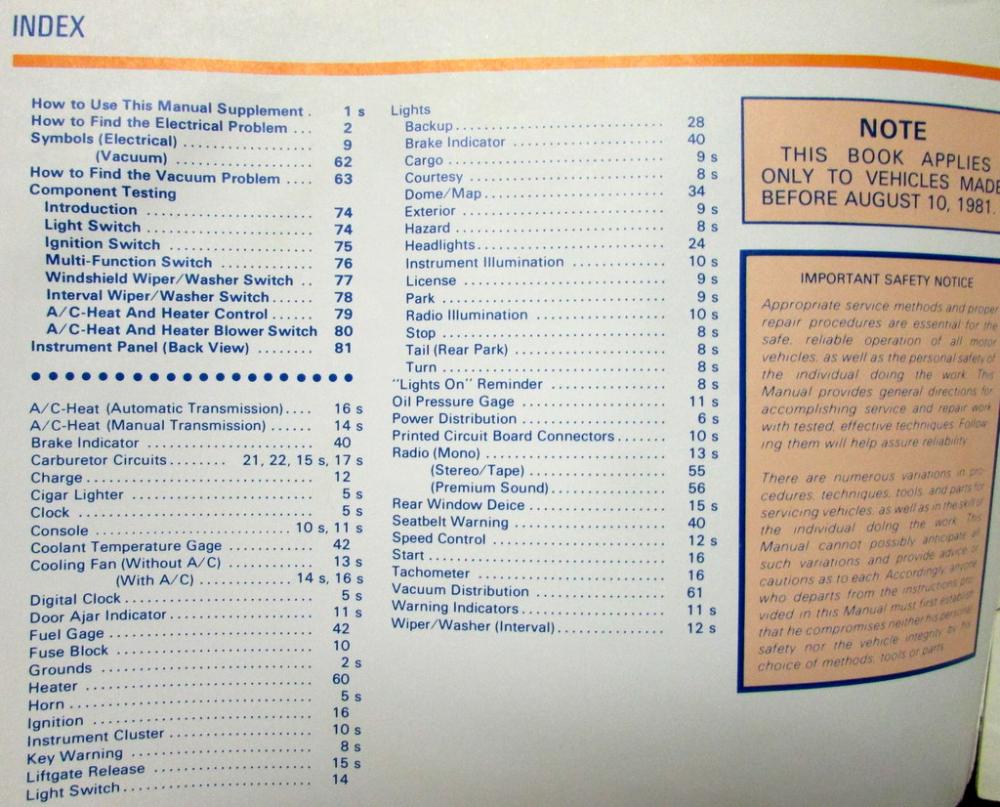 INDEX
How to Use This Manual Supplement . 1 s
How to Find the Electrical Problem ... 2
Symbols (Electrical) .................. 9
(Vacuum) .................. 62
How to Find the Vacuum Problem .... 63
Component Testing
Introduction ....................... 74
Light Switch ....................... 74
Ignition Switch .................... 75
Multi-Function Switch ............. 76
Windshield Wiper/Washer Switch .. 77
Interval Wiper/Washer Switch...... 78
A/C-Heat And Heater Control ...... 79
A/C-Heat And Heater Blower Switch 80
Instrument Panel (Back View) ........ 81
A/C-Heat (Automatic Transmission).... 16 s
A/C-Heat (Manual Transmission) ...... 14 s
Brake Indicator ....................... 40
Carburetor Circuits........ 21, 22, 15 s, 17 s
Charge............................... 12
Cigar Lighter ......................... 5 s
Clock ................................ 5 s
Console ........................... 10 s, 11 s
Coolant Temperature Gage ............ 42
Cooling Fan (Without A/C) ............ 13 s
(With A/C) ............. 14 s, 16 s
Digital Clock.......................... 5 s
Door Ajar Indicator.................... 11 s
Fuel Gage ............................ 42
Fuse Block ........................... 10
Grounds ............................. 2 s
Heater ............................... 60
Horn ................................. 5 s
Ignition .............................. 16
Instrument Cluster .................... 10 s
Key Warning ......................... 8 s
Liftgate Release ...................... 15 s
Light Switch.......................... 14
Lights
Backup............................. 28
Brake Indicator ..................... 40
Cargo.............................. 9 s
Courtesy ........................... 8 s
Dome/Map......................... 34
Exterior ............................ 9 s
Hazard ............................. 8 s
Headlights.......................... 24
Instrument Illumination ............. 10 s
License ............................ 9 s
Park ............................... 9 s
Radio Illumination .................. 10 s
Stop ............................... 8 s
Tail (Rear Park) ..................... 8 s
Turn ............................... 8 s
"Lights On" Reminder ................ 8 s
Oil Pressure Gage ..................... 11 s
Power Distribution .................... 6 s
Printed Circuit Board Connectors....... 10 s
Radio (Mono) ......................... 13 s
(Stereo/Tape) ................... 55
(Premium Sound)................ 56
Rear Window Deice ................... 15 s
Seatbelt Warning ..................... 40
Speed Control ........................ 12 s
Start ................................. 16
Tachometer .......................... 16
Vacuum Distribution .................. 61
Warning Indicators.................... 11 s
Wiper/Washer (Interval)............... 12 s
NOTE
THIS BOOK APPLIES
ONLY TO VEHICLES MADE
BEFORE AUGUST 10, 1981.
IMPORTANT SAFETY NOTICE
Appropriate service methods and proper
repair procedures are essential for the
safe, reliable operation of all motor
vehicles, as well as the personal safety of
the individual doing the work. This
Manual provides general directions for
accomplishing service and repair work
with tested, effective techniques. Follow-
ing them will help assure reliability.
There are numerous variations in pro-
cedures, techniques, tools, and parts for
servicing vehicles, as well as in the skill of
the individual doing the work. This
Manual cannot possibly anticipate all
such variations and provide advice or
cautions as to each. Accordingly, anyone
who departs from the instructions pro-
vided in this Manual must first establish
that he compromises neither his personal
safety nor the vehicle integrity by his
choice of methods, tools or parts.